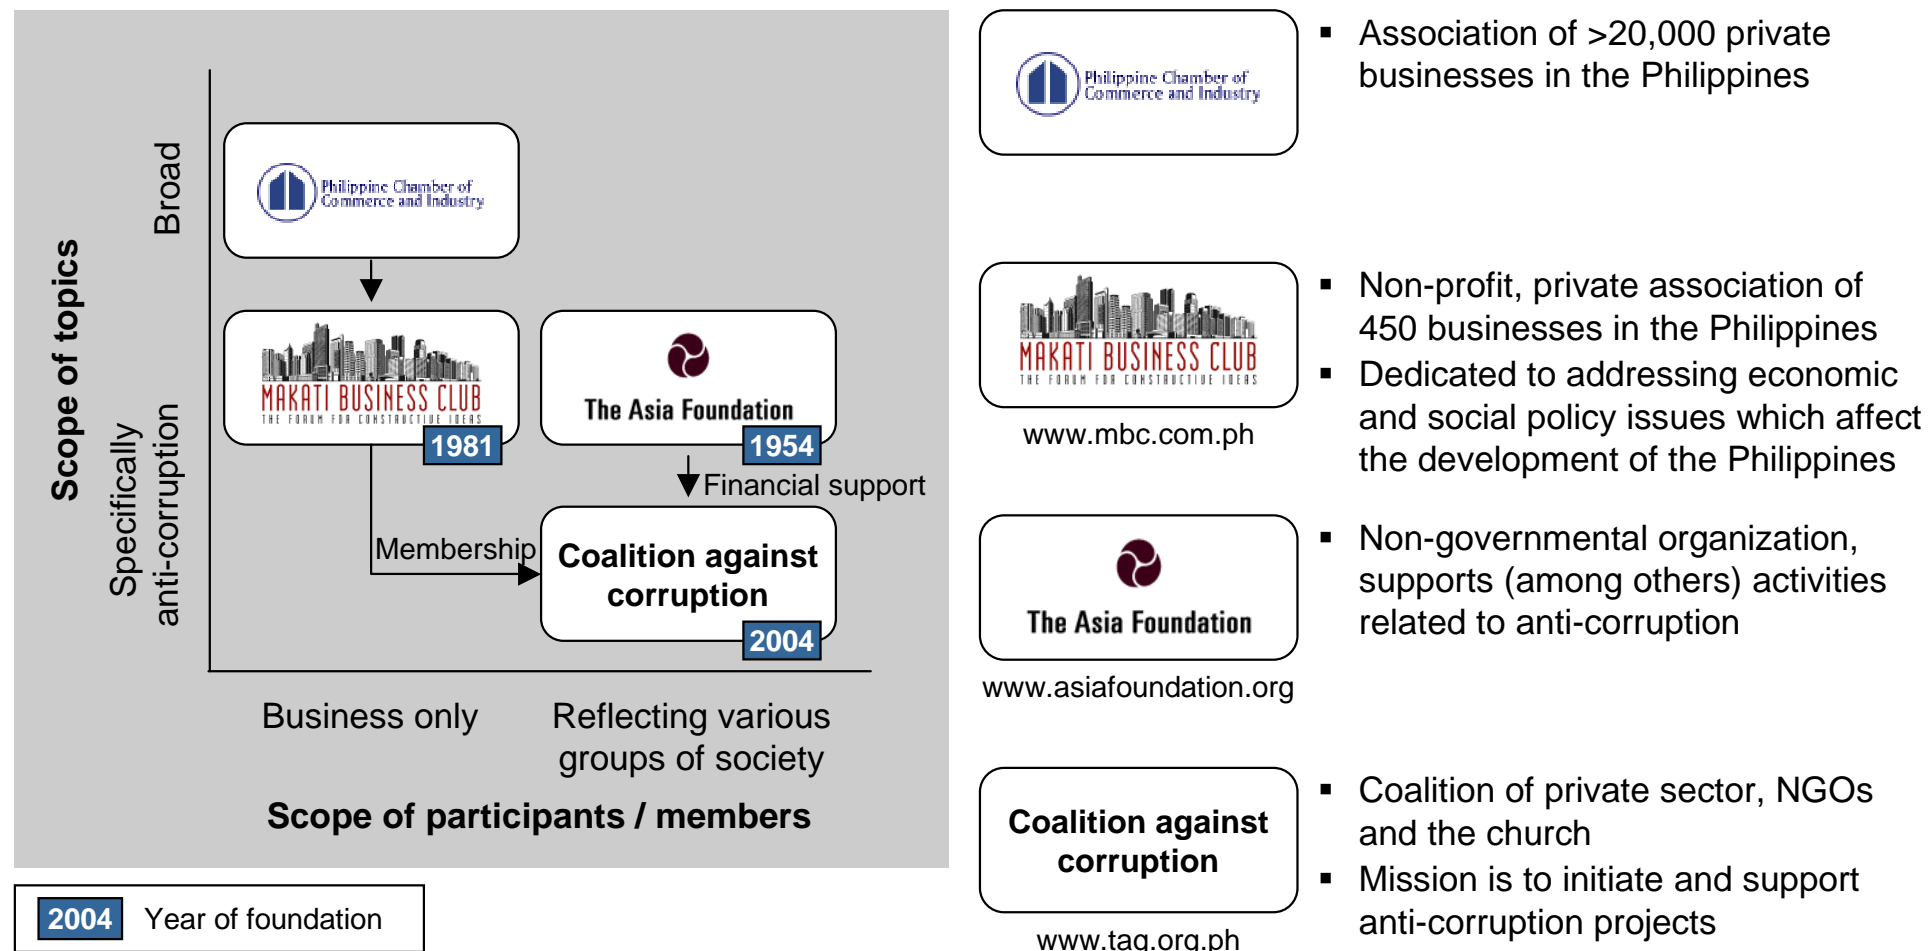 Scope of topics
Broad
Specifically
anti-corruption
Philippine Chamber of
Commerce and Industry
MAKATI BUSINESS CLUB
THE FORUM FOR CONSTRUCTIVE IDEAS
1981
The Asia Foundation
1954
Financial support
Membership
Coalition against
corruption
2004
Business only
Reflecting various
groups of society
Scope of participants / members
2004 Year of foundation
Philippine Chamber of
Commerce and Industry
▪ Association of >20,000 private
businesses in the Philippines
MAKATI BUSINESS CLUB
THE FORUM FOR CONSTRUCTIVE IDEAS
www.mbc.com.ph
▪ Non-profit, private association of
450 businesses in the Philippines
▪ Dedicated to addressing economic
and social policy issues which affect
the development of the Philippines
The Asia Foundation
www.asiafoundation.org
▪ Non-governmental organization,
supports (among others) activities
related to anti-corruption
Coalition against
corruption
www.tag.org.ph
▪ Coalition of private sector, NGOs
and the church
▪ Mission is to initiate and support
anti-corruption projects